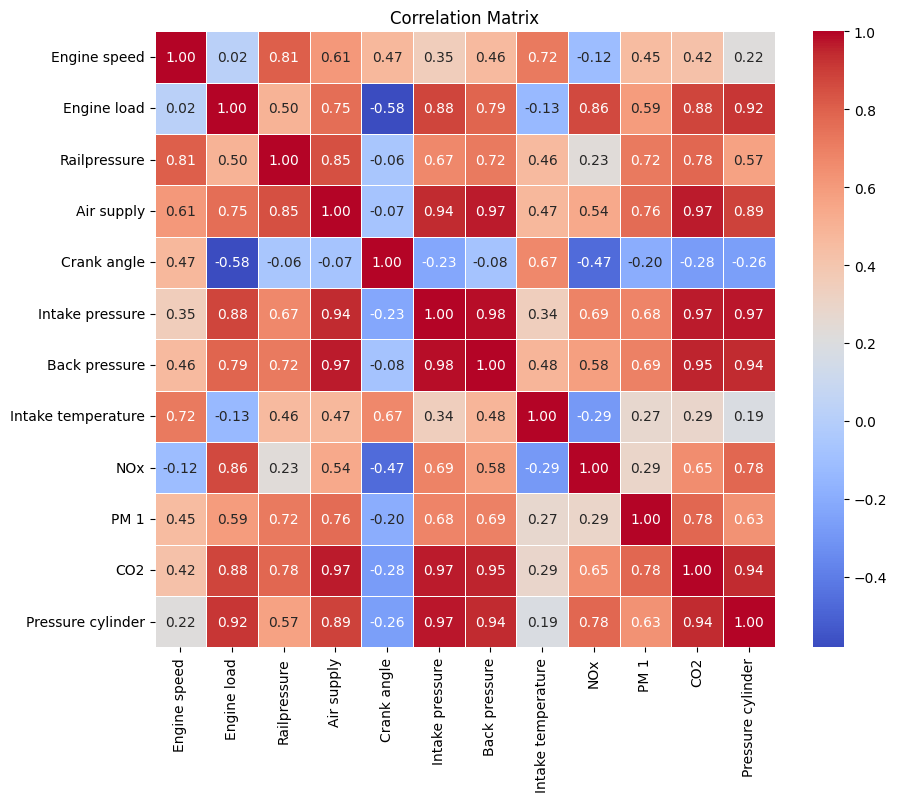 Correlation Matrix
Engine speed 1.00 0.02 0.81 0.61 0.47 0.35 0.46 0.72 -0.12 0.45 0.42 0.22
Engine load 0.02 1.00 0.50 0.75 -0.58 0.88 0.79 -0.13 0.86 0.59 0.88 0.92
Railpressure 0.81 0.50 1.00 0.85 -0.06 0.67 0.72 0.46 0.23 0.72 0.78 0.57
Air supply 0.61 0.75 0.85 1.00 -0.07 0.94 0.97 0.47 0.54 0.76 0.97 0.89
Crank angle 0.47 -0.58 -0.06 -0.07 1.00 -0.23 -0.08 0.67 -0.47 -0.20 -0.28 -0.26
Intake pressure 0.35 0.88 0.67 0.94 -0.23 1.00 0.98 0.34 0.69 0.68 0.97 0.97
Back pressure 0.46 0.79 0.72 0.97 -0.08 0.98 1.00 0.48 0.58 0.69 0.95 0.94
Intake temperature 0.72 -0.13 0.46 0.47 0.67 0.34 0.48 1.00 -0.29 0.27 0.29 0.19
NOx -0.12 0.86 0.23 0.54 -0.47 0.69 0.58 -0.29 1.00 0.29 0.65 0.78
PM 1 0.45 0.59 0.72 0.76 -0.20 0.68 0.69 0.27 0.29 1.00 0.78 0.63
CO2 0.42 0.88 0.78 0.97 -0.28 0.97 0.95 0.29 0.65 0.78 1.00 0.94
Pressure cylinder 0.22 0.92 0.57 0.89 -0.26 0.97 0.94 0.19 0.78 0.63 0.94 1.00
Engine speed
Engine load
Railpressure
Air supply
Crank angle
Intake pressure
Back pressure
Intake temperature
NOx
PM 1
CO2
Pressure cylinder
1.0
0.8
0.6
0.4
0.2
0.0
-0.2
-0.4